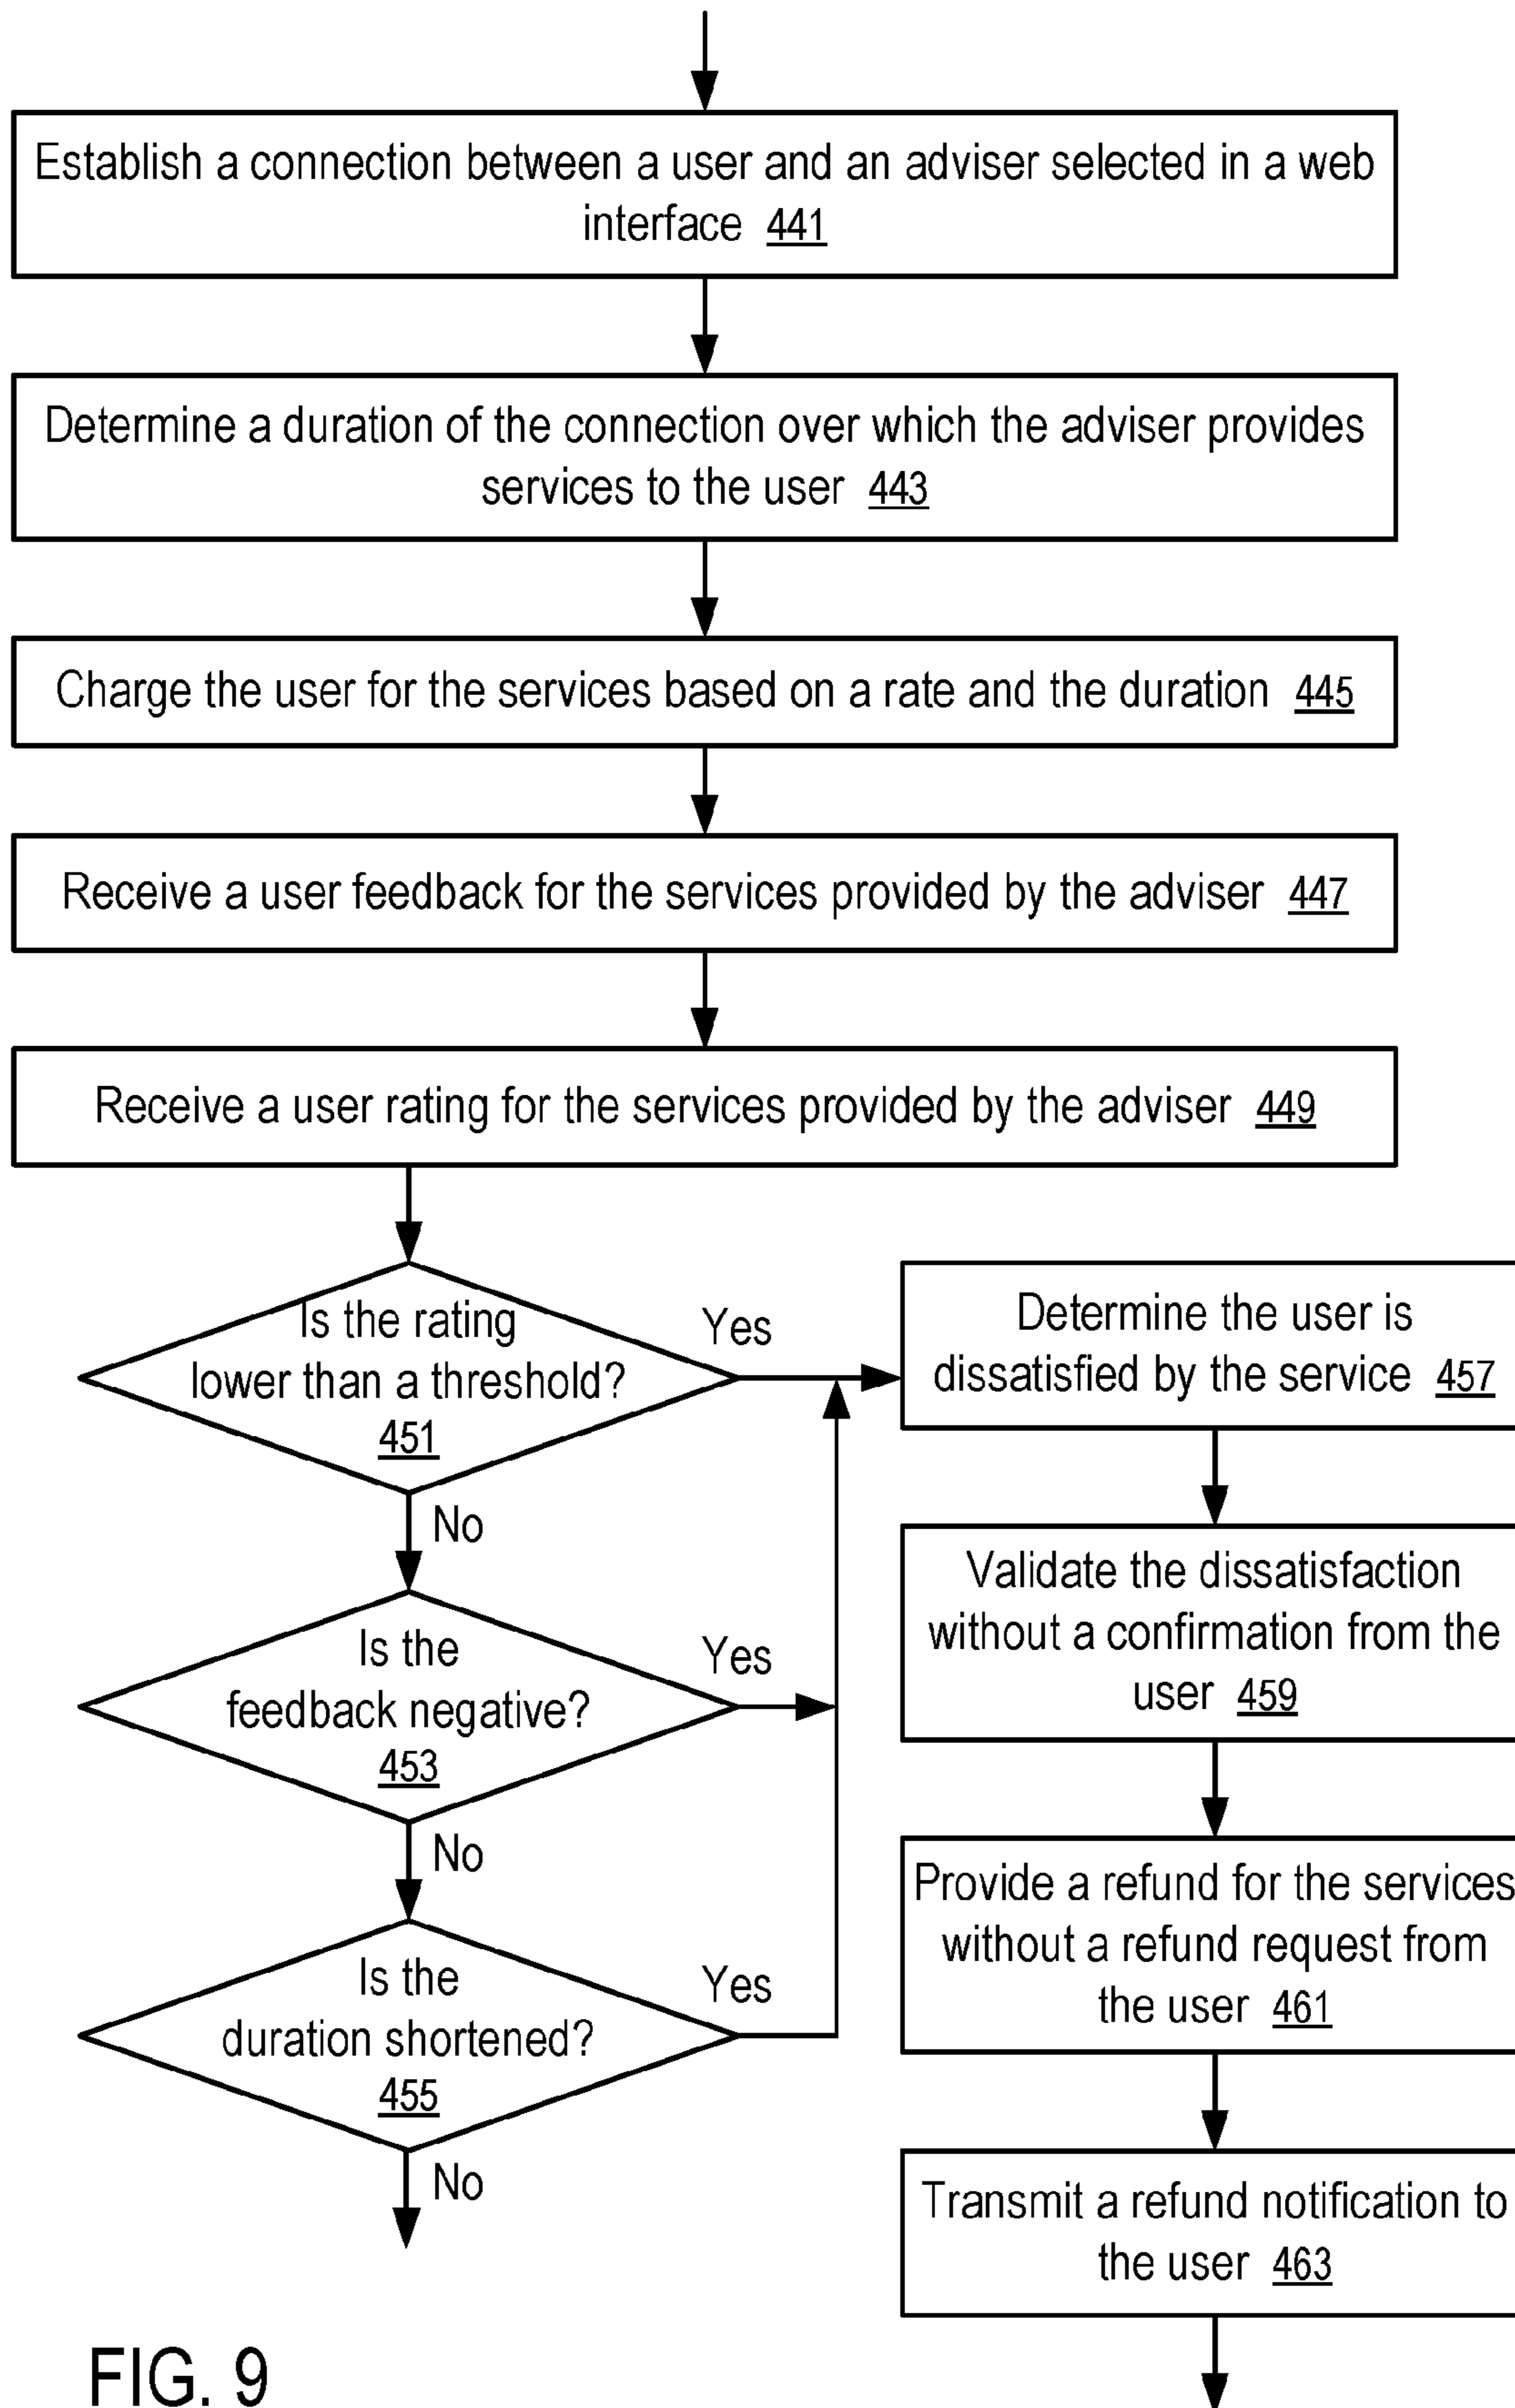 Establish a connection between a user and an adviser selected in a web
interface 441
Determine a duration of the connection over which the adviser provides
services to the user 443
Charge the user for the services based on a rate and the duration 445
Receive a user feedback for the services provided by the adviser 447
Receive a user rating for the services provided by the adviser 449
Is the rating
lower than a threshold?
451
Yes
No
Is the
feedback negative?
453
Yes
No
Is the
duration shortened?
455
Yes
No
Determine the user is
dissatisfied by the service 457
Validate the dissatisfaction
without a confirmation from the
user 459
Provide a refund for the services
without a refund request from
the user 461
Transmit a refund notification to
the user 463
FIG. 9